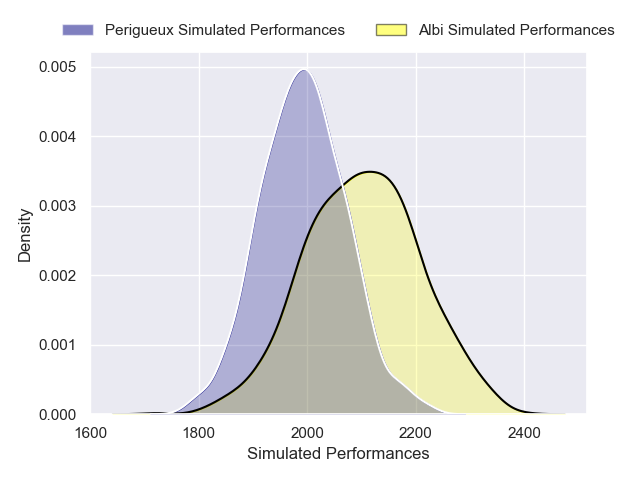 Perigueux Simulated Performances Albi Simulated Performances
0.005
0.004
0.003
0.002
0.001
0.000
Density
1600 1800 2000 2200 2400
Simulated Performances